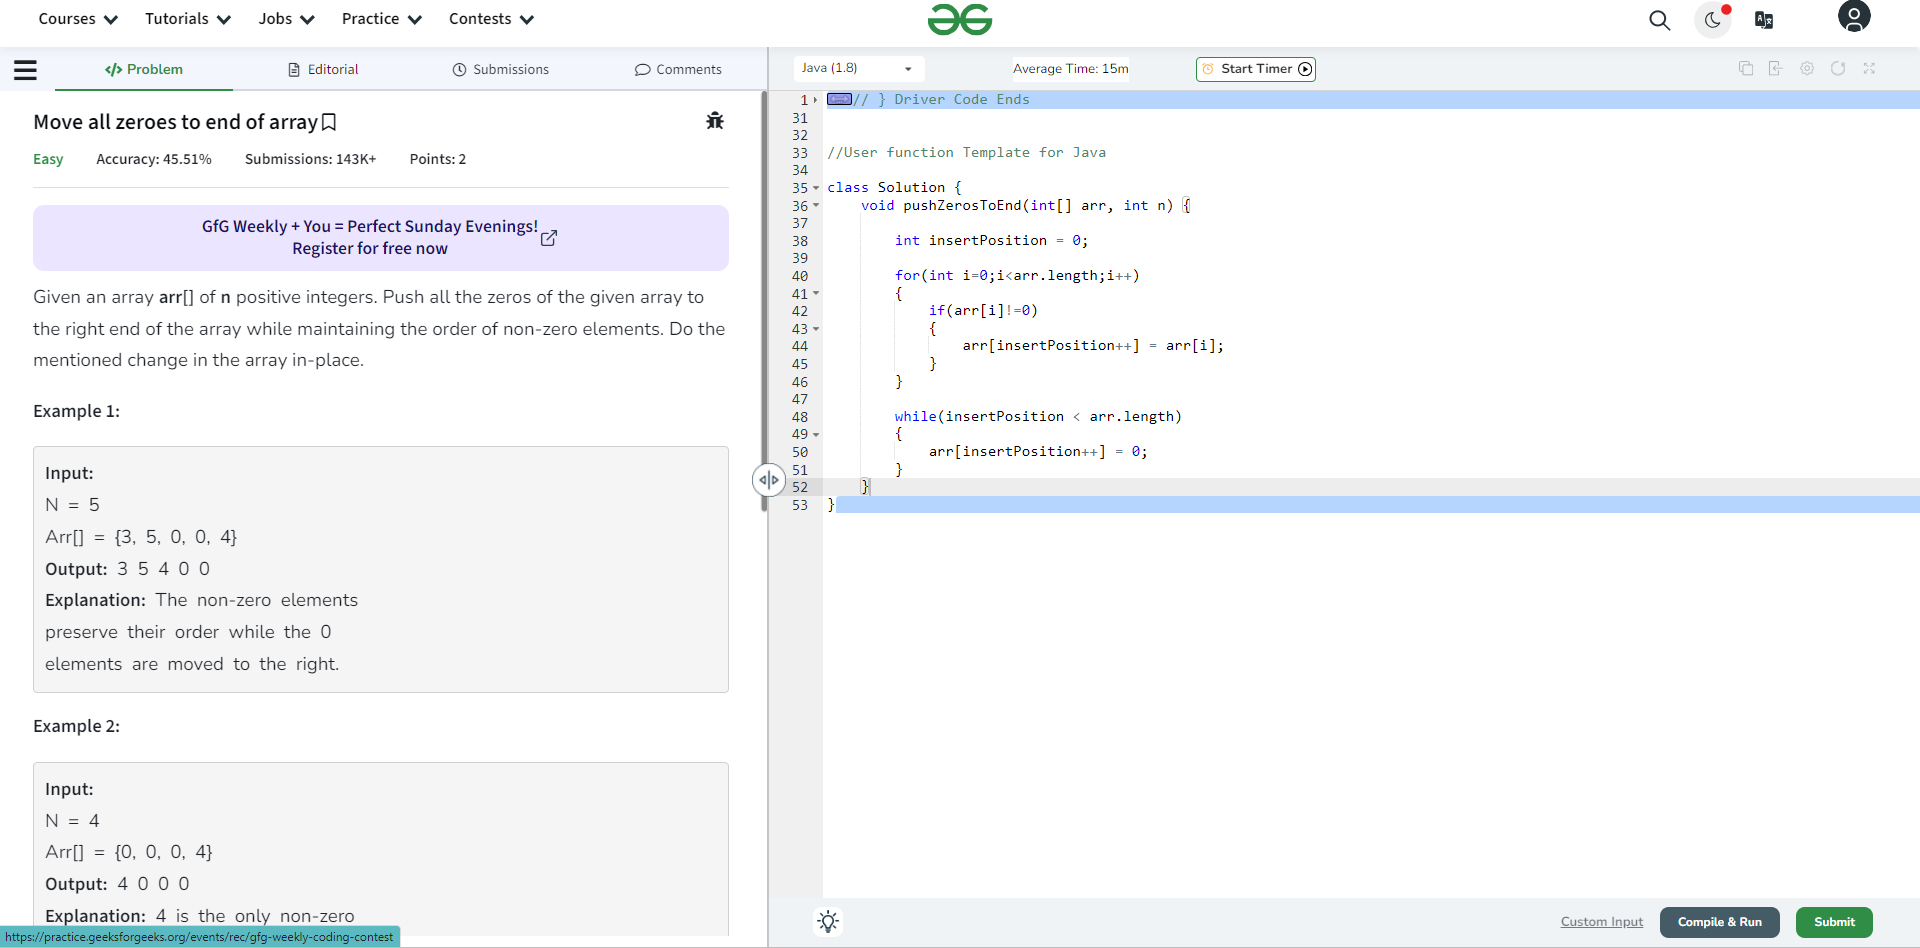 Courses Tutorials Jobs Practice Contests
Problem Editorial Submissions Comments
Move all zeroes to end of array
Easy Accuracy: 45.51% Submissions: 143K+ Points: 2
GfG Weekly + You = Perfect Sunday Evenings!
Register for free now
Given an array arr[] of n positive integers. Push all the zeros of the given array to
the right end of the array while maintaining the order of non-zero elements. Do the
mentioned change in the array in-place.
Example 1:
Input:
N = 5
Arr[] = {3, 5, 0, 0, 4}
Output: 3 5 4 0 0
Explanation: The non-zero elements
preserve their order while the 0
elements are moved to the right.
Example 2:
Input:
N = 4
Arr[] = {0, 0, 0, 4}
Output: 4 0 0 0
Explanation: 4 is the only non-zero
https://practice.geeksforgeeks.org/events/rec/gfg-weekly-coding-contest
Java (1.8) Average Time: 15m Start Timer
1 // } Driver Code Ends
31
32
33 //User function Template for Java
34
35 class Solution {
36 void pushZerosToEnd(int[] arr, int n) {
37
38 int insertPosition = 0;
39
40 for(int i=0;i<arr.length;i++)
41 {
42 if(arr[i]!=0)
43 {
44 arr[insertPosition++] = arr[i];
45 }
46 }
47
48 while(insertPosition < arr.length)
49 {
50 arr[insertPosition++] = 0;
51 }
52 }
53 }
Custom Input Compile & Run Submit